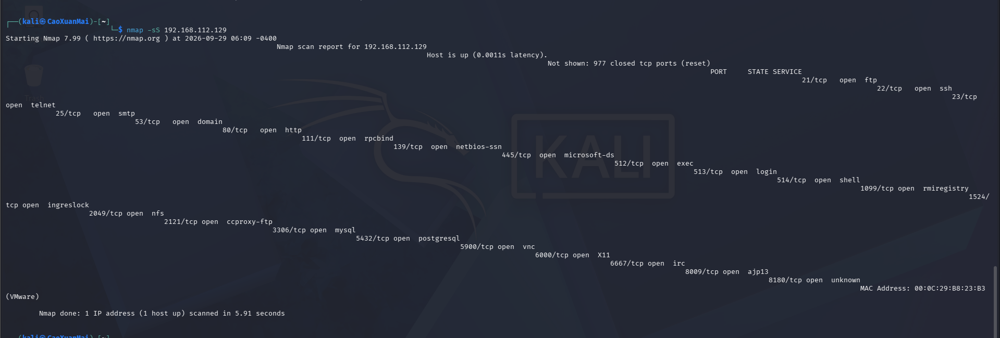 ┌──(kali㉿CaoXuanMai)-[~]
└─$ nmap -sS 192.168.112.129
Starting Nmap 7.99 ( https://nmap.org ) at 2026-09-29 06:09 -0400
Nmap scan report for 192.168.112.129
Host is up (0.0011s latency).
Not shown: 977 closed tcp ports (reset)
PORT     STATE SERVICE
21/tcp   open  ftp
22/tcp   open  ssh
23/tcp
open  telnet
25/tcp   open  smtp
53/tcp   open  domain
80/tcp   open  http
111/tcp  open  rpcbind
139/tcp  open  netbios-ssn
445/tcp  open  microsoft-ds
512/tcp  open  exec
513/tcp  open  login
514/tcp  open  shell
1099/tcp open  rmiregistry
1524/
tcp open  ingreslock
2049/tcp open  nfs
2121/tcp open  ccproxy-ftp
3306/tcp open  mysql
5432/tcp open  postgresql
5900/tcp open  vnc
6000/tcp open  X11
6667/tcp open  irc
8009/tcp open  ajp13
8180/tcp open  unknown
MAC Address: 00:0C:29:B8:23:B3
(VMware)
Nmap done: 1 IP address (1 host up) scanned in 5.91 seconds
(kali㉿CaoXuanMai)-[~]
Trash
KALI